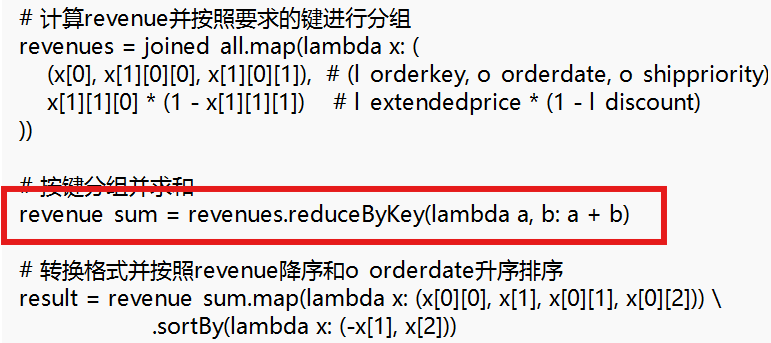 # 计算revenue并按照要求的键进行分组
revenues = joined all.map(lambda x: (
(x[0], x[1][0][0], x[1][0][1]), # (l orderkey, o orderdate, o shippriority)
x[1][1][0] * (1 - x[1][1][1]) # l extendedprice * (1 - l discount)
))
# 按键分组并求和
revenue sum = revenues.reduceByKey(lambda a, b: a + b)
# 转换格式并按照revenue降序和o orderdate升序排序
result = revenue sum.map(lambda x: (x[0][0], x[1], x[0][1], x[0][2])) \
.sortBy(lambda x: (-x[1], x[2]))